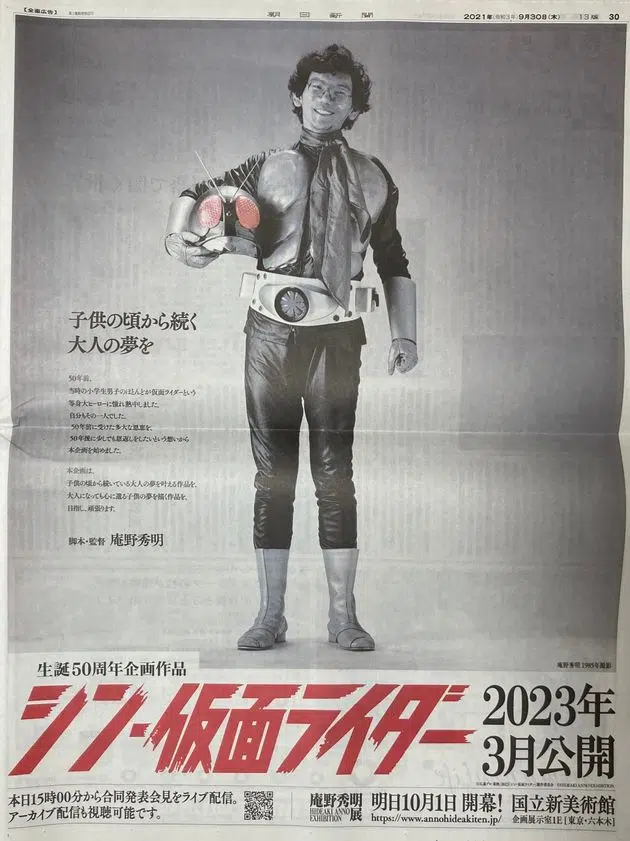 【全面広告】
朝日新聞
2021年(令和3年)9月30日(木) 13版 30
子供の頃から続く
大人の夢を
50年前、
当時の小学生男子のほとんどが仮面ライダーという
等身大ヒーローに憧れ熱中しました。
自分もその一人でした。
50年前に受けた多大な恩恵を、
50年後に少しでも恩返しをしたいという想いから
本企画を始めました。
本企画は、
子供の頃から続いている大人の夢を叶える作品を、
大人になっても心に遺る子供の夢を描く作品を、
目指し、頑張ります。
脚本・監督 庵野秀明
庵野秀明 1985年撮影
生誕50周年企画作品
シン・仮面ライダー
2023年
3月公開
本日15時00分から合同発表会見をライブ配信。
アーカイブ配信も視聴可能です。
庵野秀明展
HIDEAKI ANNO
EXHIBITION
明日10月1日開幕!
https://www.annohideakiten.jp/
国立新美術館
企画展示室1E[東京・六本木]